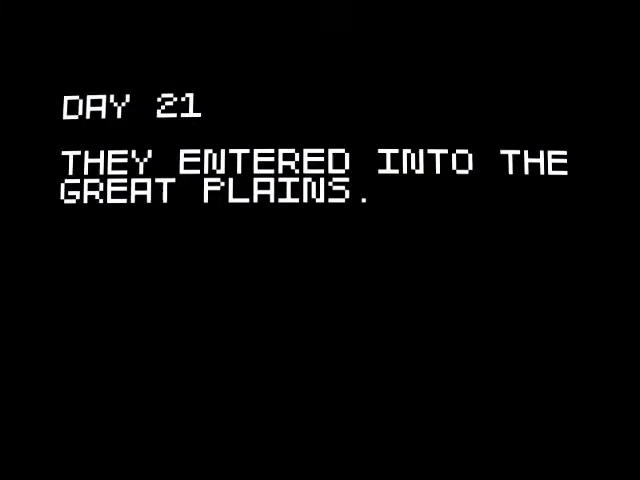 DAY 21
THEY ENTERED INTO THE
GREAT PLAINS.